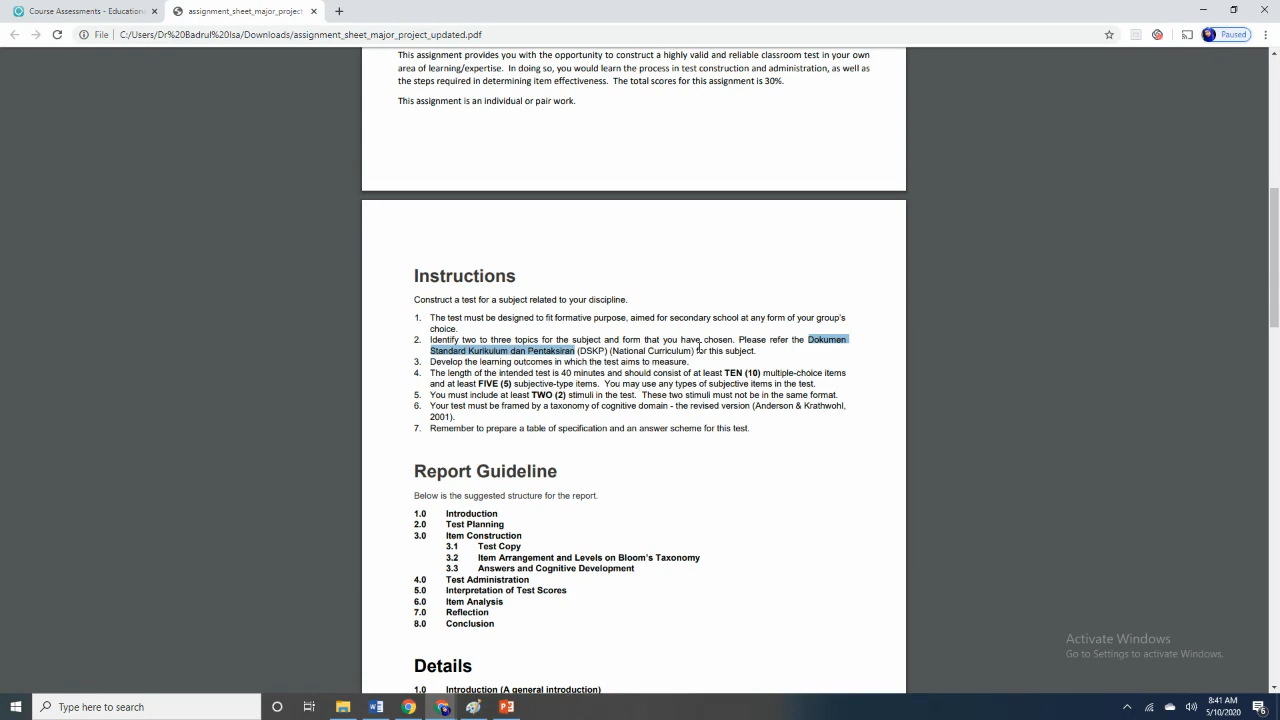 Course Assessments - Education
assignment_sheet_major_project
File
C:/Users/Dr%20Badrul%20Isa/Downloads/assignment_sheet_major_project_updated.pdf
Paused
This assignment provides you with the opportunity to construct a highly valid and reliable classroom test in your own
area of learning/expertise. In doing so, you would learn the process in test construction and administration, as well as
the steps required in determining item effectiveness. The total scores for this assignment is 30%.
This assignment is an individual or pair work.
Instructions
Construct a test for a subject related to your discipline.
1. The test must be designed to fit formative purpose, aimed for secondary school at any form of your group's
choice.
2. Identify two to three topics for the subject and form that you have chosen. Please refer the Dokumen
Standard Kurikulum dan Pentaksiran (DSKP) (National Curriculum) for this subject.
3. Develop the learning outcomes in which the test aims to measure.
4. The length of the intended test is 40 minutes and should consist of at least TEN (10) multiple-choice items
and at least FIVE (5) subjective-type items. You may use any types of subjective items in the test.
5. You must include at least TWO (2) stimuli in the test. These two stimuli must not be in the same format.
6. Your test must be framed by a taxonomy of cognitive domain - the revised version (Anderson & Krathwohl,
2001).
7. Remember to prepare a table of specification and an answer scheme for this test.
Report Guideline
Below is the suggested structure for the report.
1.0 Introduction
2.0 Test Planning
3.0 Item Construction
3.1 Test Copy
3.2 Item Arrangement and Levels on Bloom's Taxonomy
3.3 Answers and Cognitive Development
4.0 Test Administration
5.0 Interpretation of Test Scores
6.0 Item Analysis
7.0 Reflection
8.0 Conclusion
Details
1.0 Introduction (A general introduction)
Activate Windows
Go to Settings to activate Windows.
Type here to search
8:41 AM
5/10/2020
6